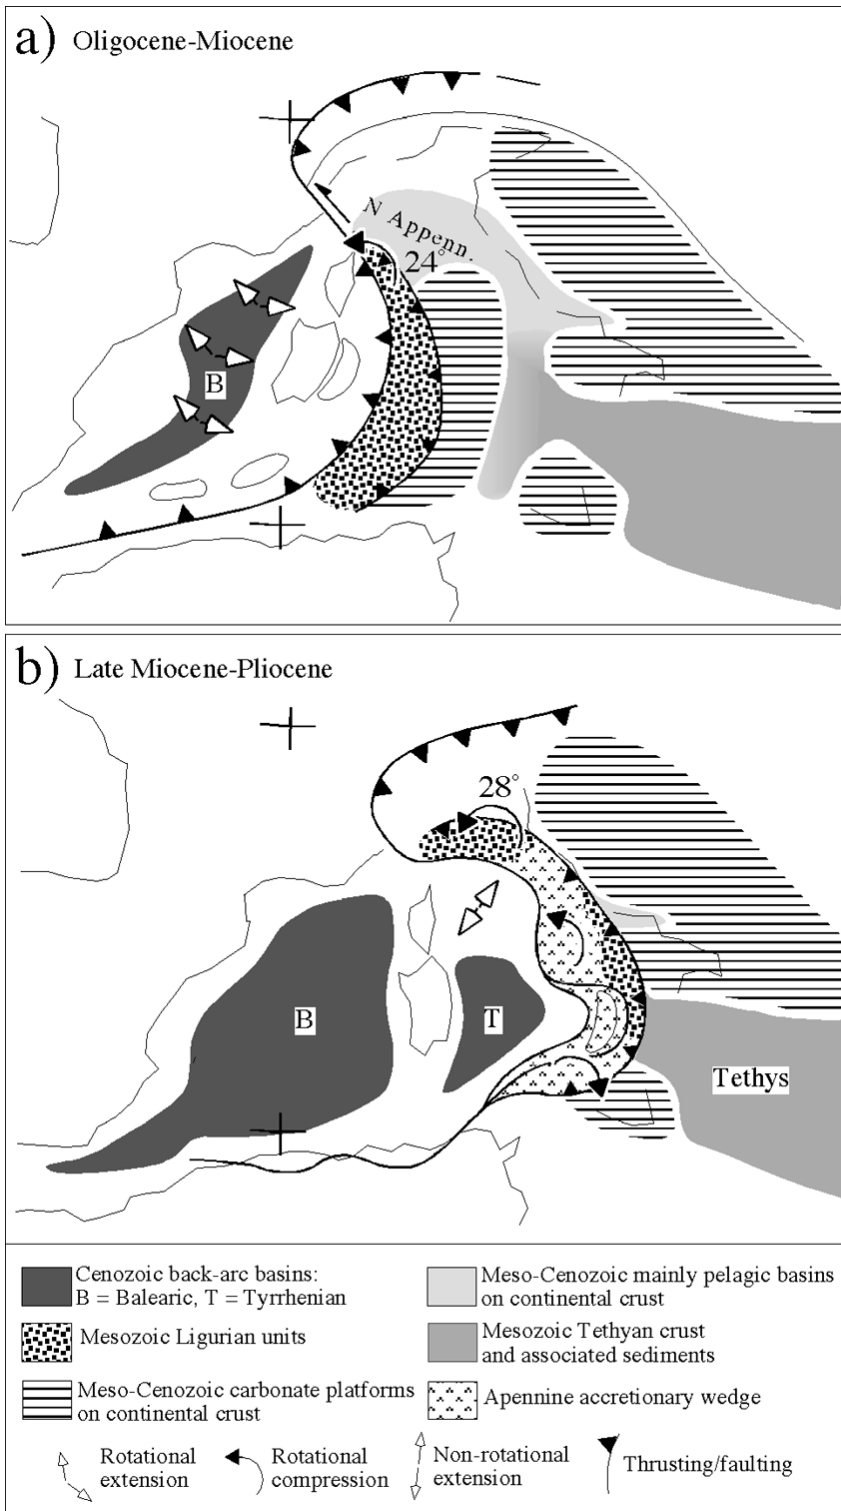 a) Oligocene-Miocene
N Appenn.
24°
B
b) Late Miocene-Pliocene
28°
B
T
Tethys
Cenozoic back-arc basins:
B = Balearic, T = Tyrrhenian
Mesozoic Ligurian units
Meso-Cenozoic carbonate platforms
on continental crust
Meso-Cenozoic mainly pelagic basins
on continental crust
Mesozoic Tethyan crust
and associated sediments
Apennine accretionary wedge
Rotational
extension
Rotational
compression
Non-rotational
extension
Thrusting/faulting